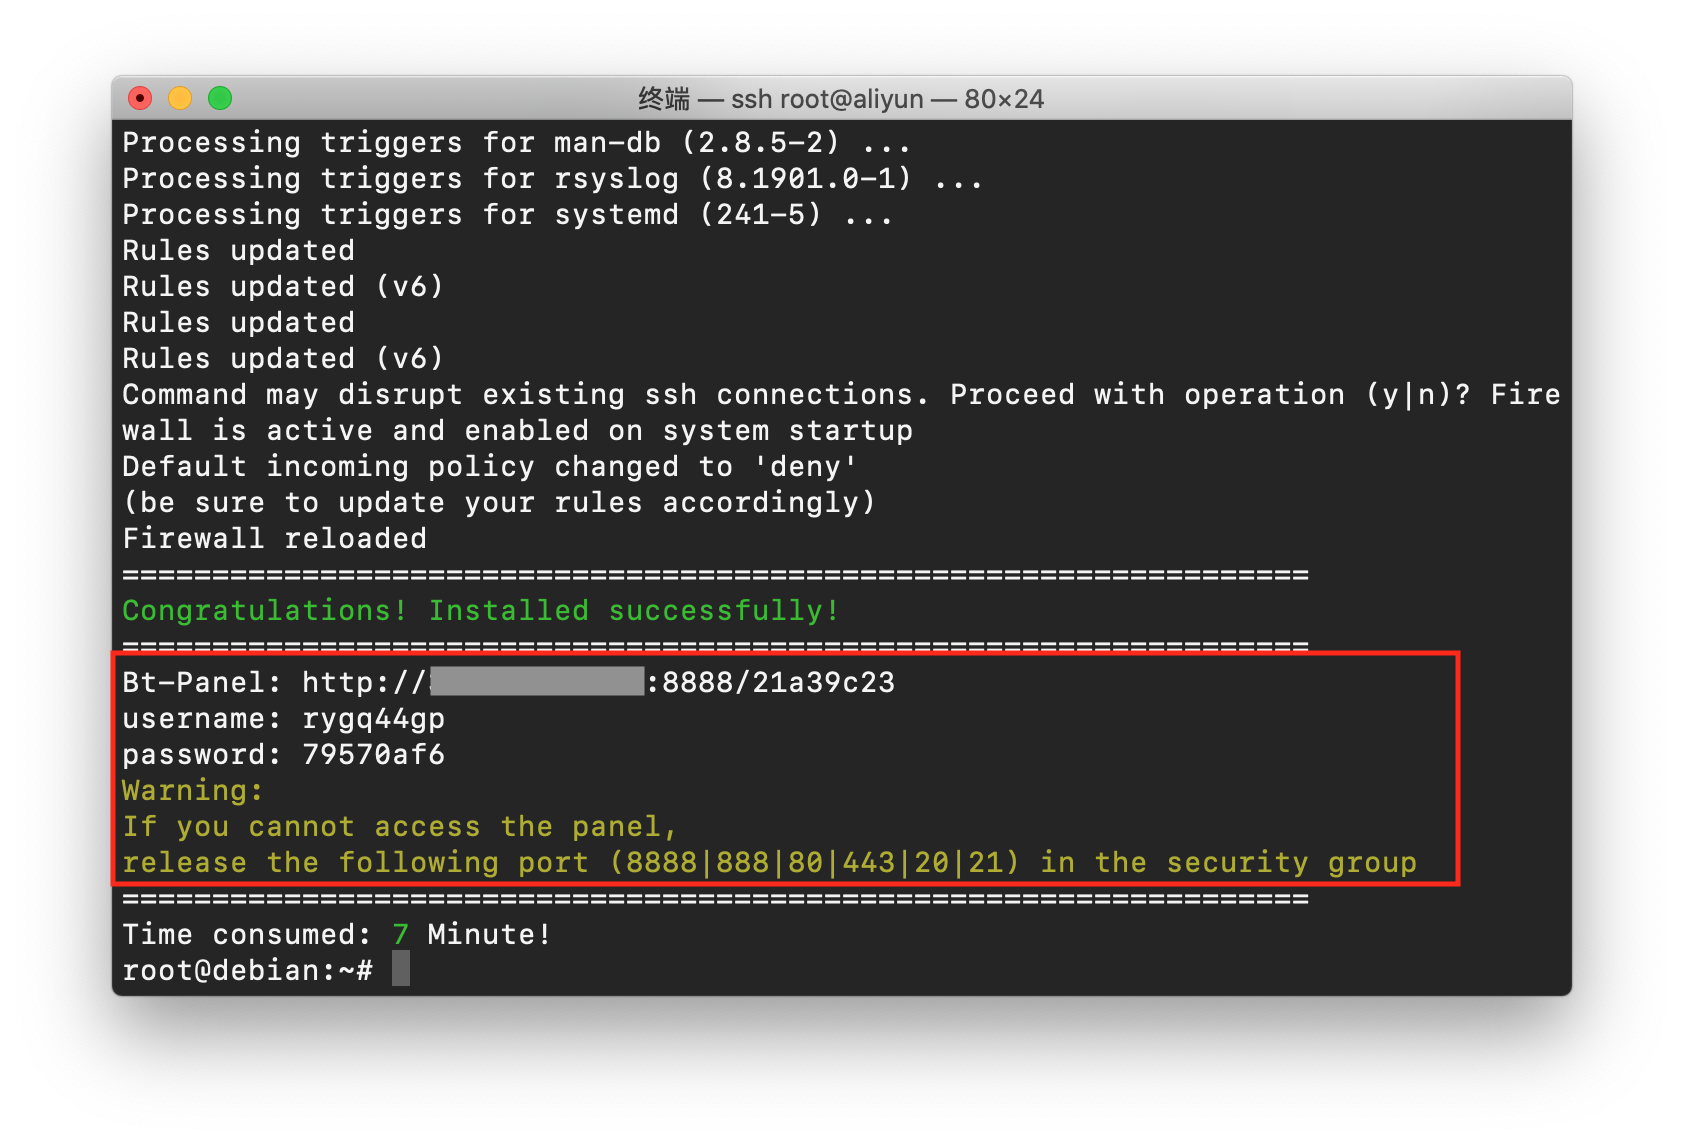 终端 — ssh root@aliyun — 80×24
Processing triggers for man-db (2.8.5-2) ...
Processing triggers for rsyslog (8.1901.0-1) ...
Processing triggers for systemd (241-5) ...
Rules updated
Rules updated (v6)
Rules updated
Rules updated (v6)
Command may disrupt existing ssh connections. Proceed with operation (y|n)? Fire
wall is active and enabled on system startup
Default incoming policy changed to 'deny'
(be sure to update your rules accordingly)
Firewall reloaded
==================================================================
Congratulations! Installed successfully!
==================================================================
Bt-Panel: http:// :8888/21a39c23
username: rygq44gp
password: 79570af6
Warning:
If you cannot access the panel,
release the following port (8888|888|80|443|20|21) in the security group
==================================================================
Time consumed: 7 Minute!
root@debian:~#